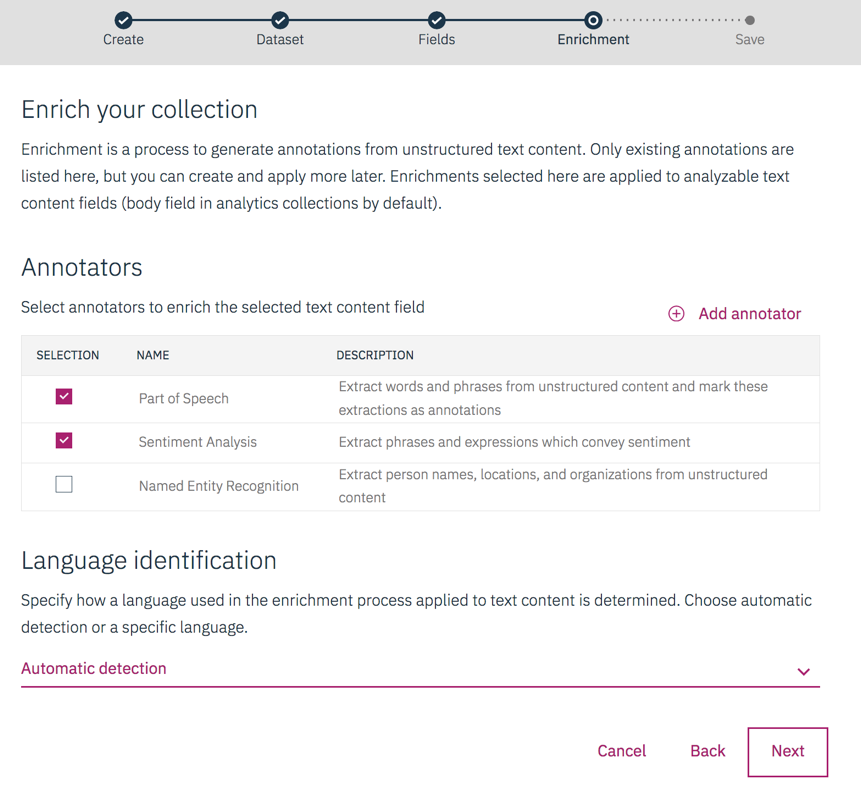 Create Dataset Fields Enrichment Save
Enrich your collection
Enrichment is a process to generate annotations from unstructured text content. Only existing annotations are
listed here, but you can create and apply more later. Enrichments selected here are applied to analyzable text
content fields (body field in analytics collections by default).
Annotators
Select annotators to enrich the selected text content field
Add annotator
SELECTION NAME DESCRIPTION
Part of Speech
Extract words and phrases from unstructured content and mark these
extractions as annotations
Sentiment Analysis
Extract phrases and expressions which convey sentiment
Named Entity Recognition
Extract person names, locations, and organizations from unstructured
content
Language identification
Specify how a language used in the enrichment process applied to text content is determined. Choose automatic
detection or a specific language.
Automatic detection
Cancel Back Next